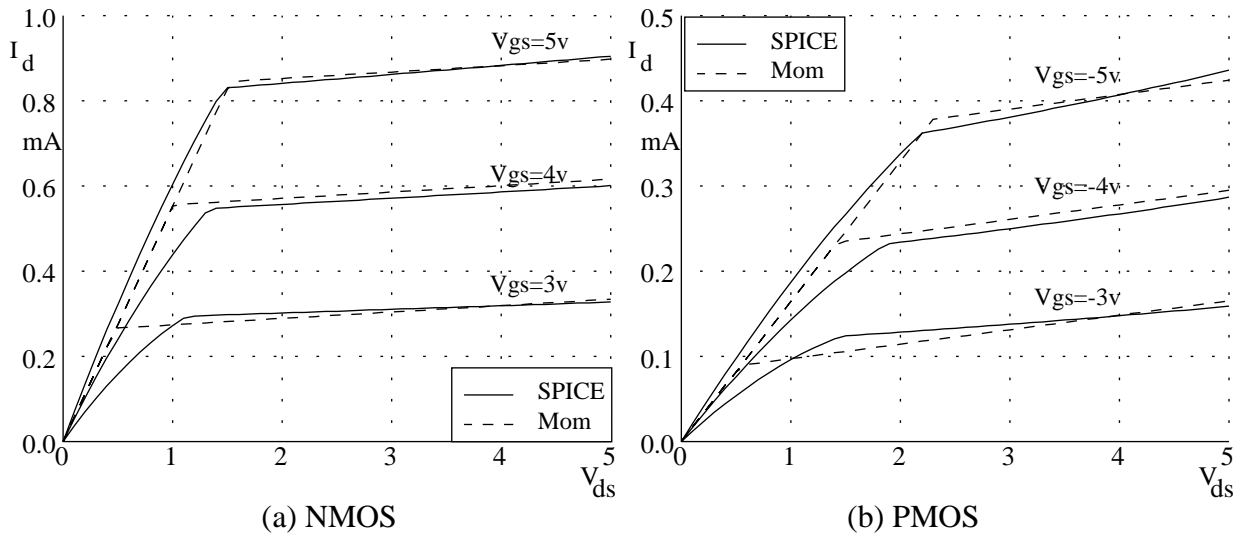 1.0
I d
0.8
mA
0.6
0.4
0.2
0.0
Vgs=5v
Vgs=4v
Vgs=3v
SPICE
Mom
0 1 2 3 4 5
V ds
(a) NMOS
0.5
I d
0.4
mA
0.3
0.2
0.1
0.0
SPICE
Mom
Vgs=-5v
Vgs=-4v
Vgs=-3v
0 1 2 3 4 5
V ds
(b) PMOS